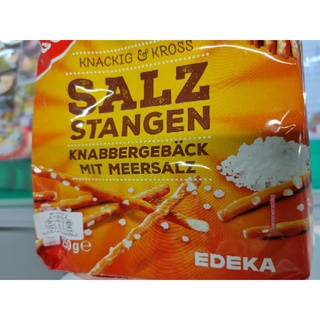 KNACKIG & KROSS
SALZ
STANGEN
KNABBERGEBÄCK
MIT MEERSALZ
EDEKA